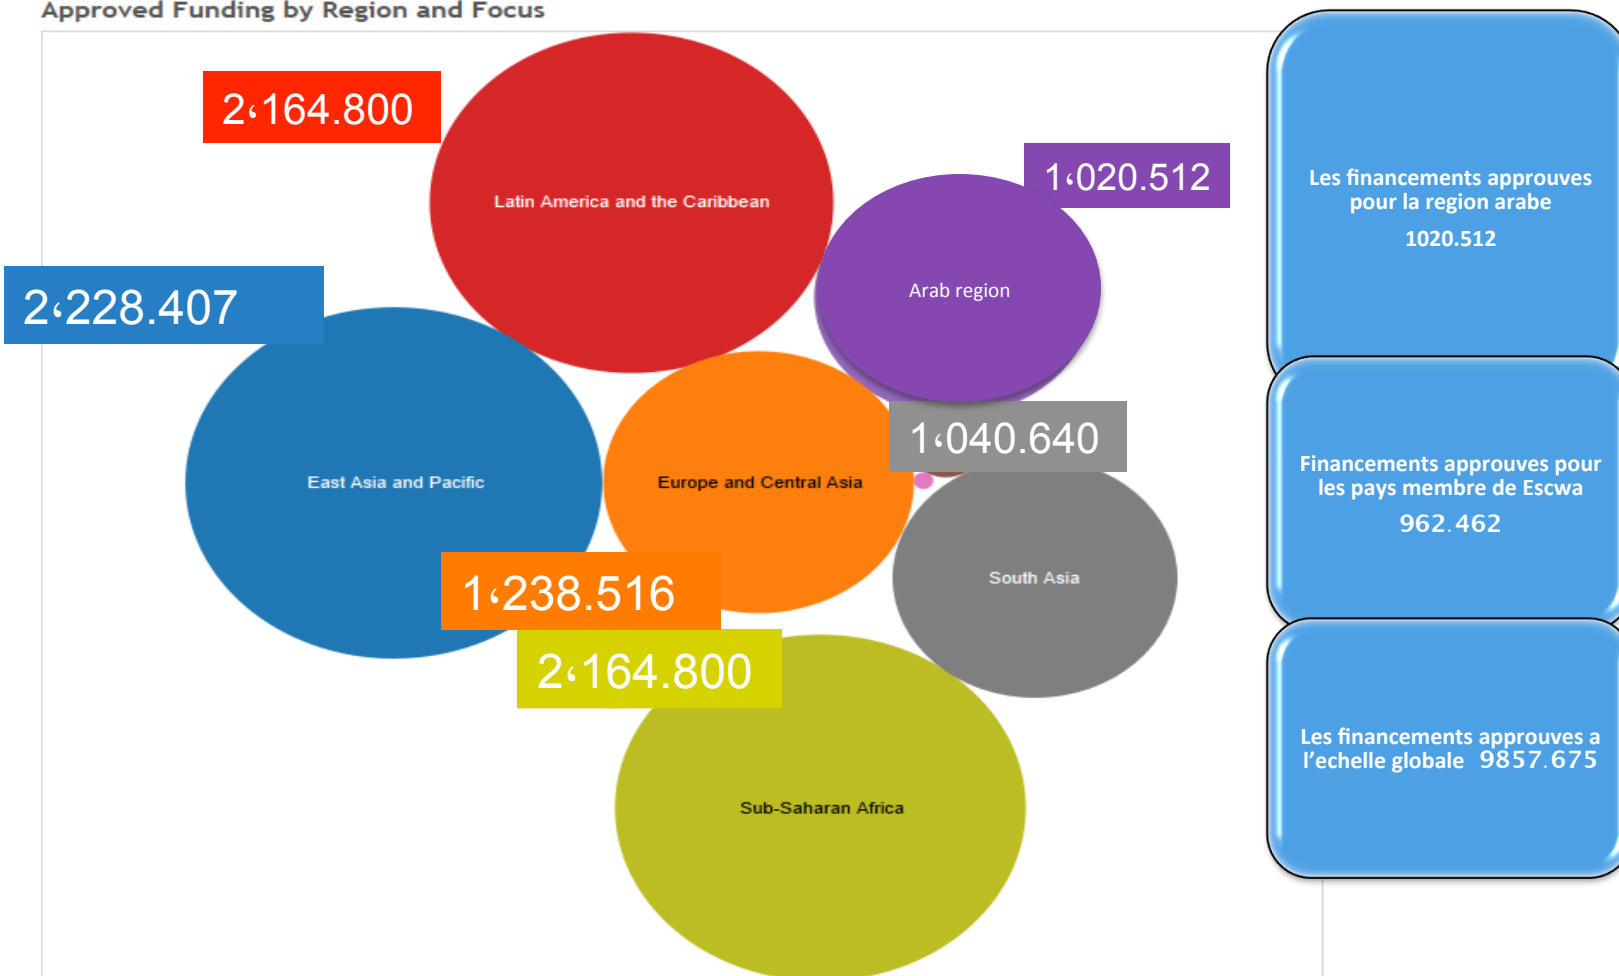 Approved Funding by Region and Focus
2،164.800
Latin America and the Caribbean
1،020.512
Arab region
2،228.407
East Asia and Pacific
Europe and Central Asia
1،040.640
South Asia
1،238.516
2،164.800
Sub-Saharan Africa
Les financements approuves
pour la region arabe
1020.512
Financements approuves pour
les pays membre de Escwa
962.462
Les financements approuves a
l’echelle globale 9857.675